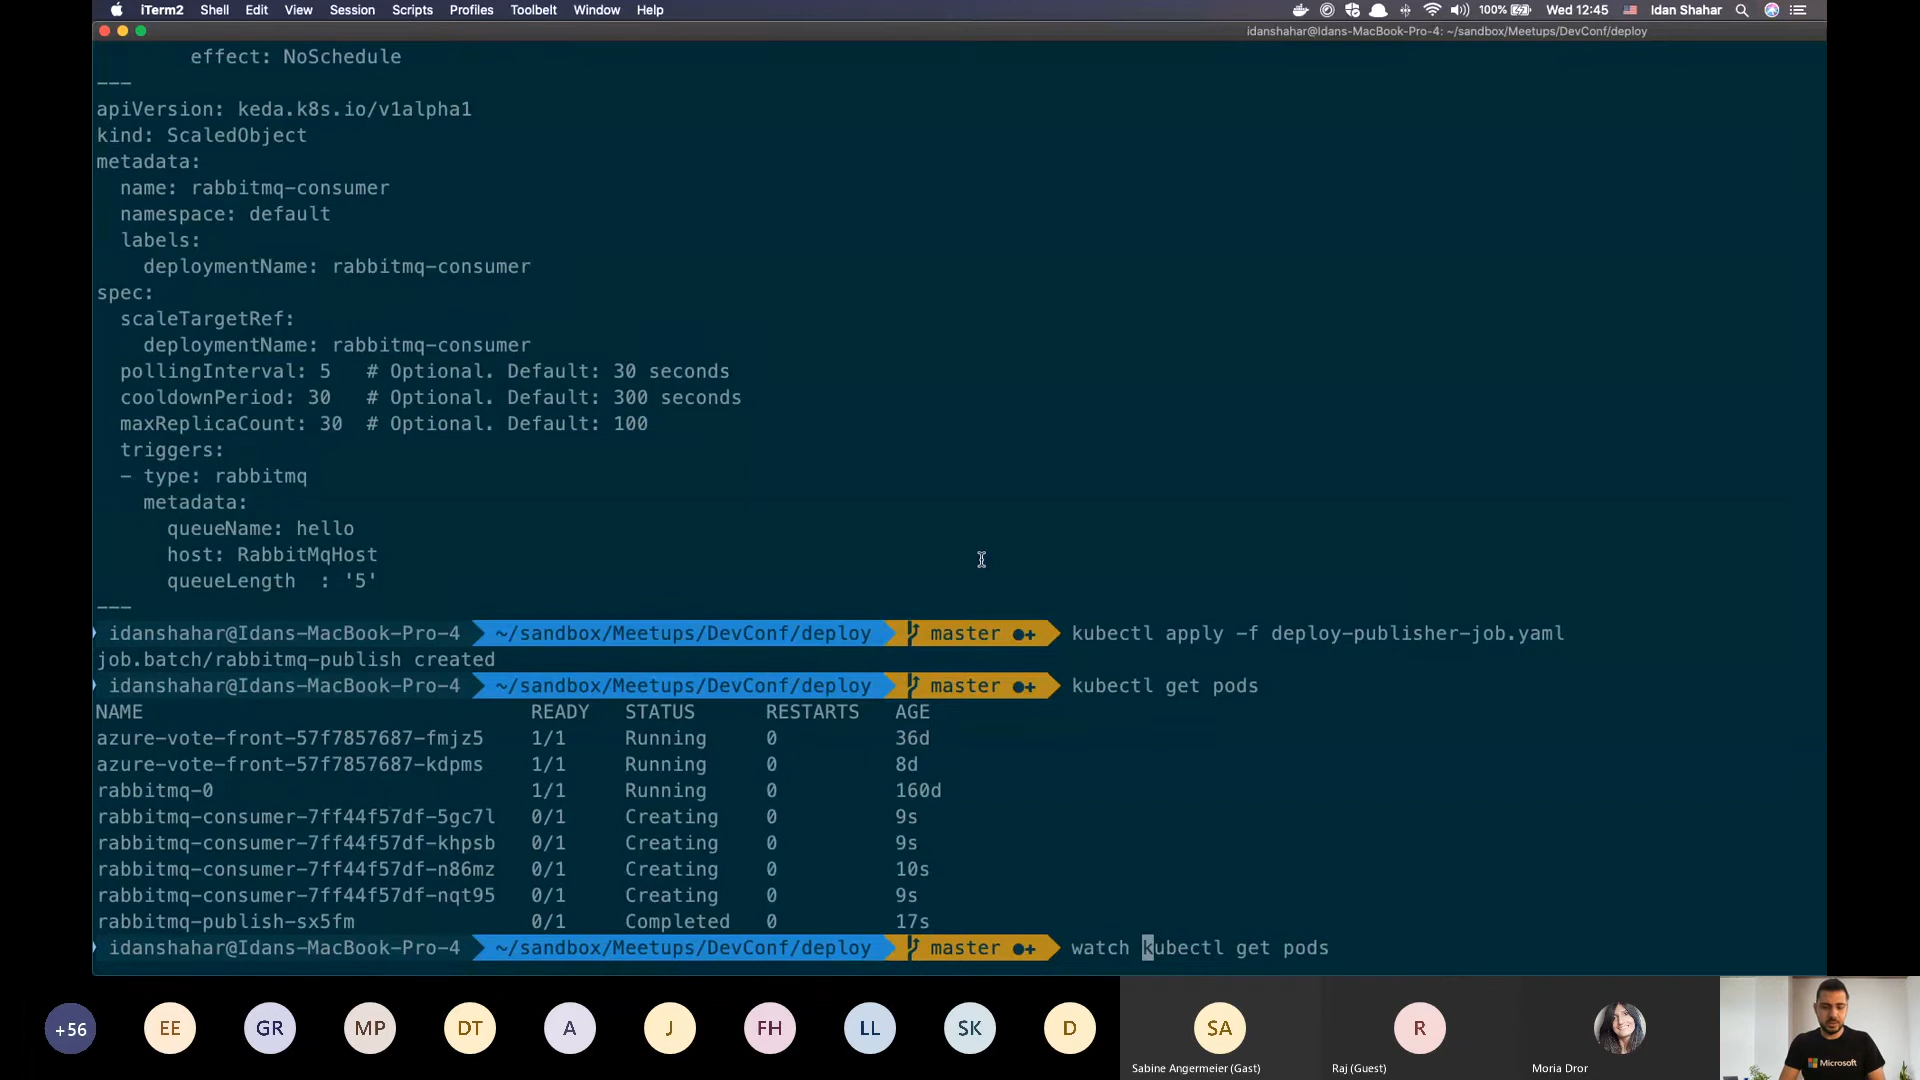 iTerm2 Shell Edit View Session Scripts Profiles Toolbelt Window Help 100% Wed 12:45 Idan Shahar
idanshahar@Idans-MacBook-Pro-4: ~/sandbox/Meetups/DevConf/deploy
effect: NoSchedule
---
apiVersion: keda.k8s.io/v1alpha1
kind: ScaledObject
metadata:
name: rabbitmq-consumer
namespace: default
labels:
deploymentName: rabbitmq-consumer
spec:
scaleTargetRef:
deploymentName: rabbitmq-consumer
pollingInterval: 5 # Optional. Default: 30 seconds
cooldownPeriod: 30 # Optional. Default: 300 seconds
maxReplicaCount: 30 # Optional. Default: 100
triggers:
- type: rabbitmq
metadata:
queueName: hello
host: RabbitMqHost
queueLength : '5'
---
idanshahar@Idans-MacBook-Pro-4 ~/sandbox/Meetups/DevConf/deploy master ●+ kubectl apply -f deploy-publisher-job.yaml
job.batch/rabbitmq-publish created
idanshahar@Idans-MacBook-Pro-4 ~/sandbox/Meetups/DevConf/deploy master ●+ kubectl get pods
NAME READY STATUS RESTARTS AGE
azure-vote-front-57f7857687-fmjz5 1/1 Running 0 36d
azure-vote-front-57f7857687-kdpms 1/1 Running 0 8d
rabbitmq-0 1/1 Running 0 160d
rabbitmq-consumer-7ff44f57df-5gc7l 0/1 Creating 0 9s
rabbitmq-consumer-7ff44f57df-khpsb 0/1 Creating 0 9s
rabbitmq-consumer-7ff44f57df-n86mz 0/1 Creating 0 10s
rabbitmq-consumer-7ff44f57df-nqt95 0/1 Creating 0 9s
rabbitmq-publish-sx5fm 0/1 Completed 0 17s
idanshahar@Idans-MacBook-Pro-4 ~/sandbox/Meetups/DevConf/deploy master ●+ watch kubectl get pods
+56 EE GR MP DT A J FH LL SK D SA R
Sabine Angermeier (Gast) Raj (Guest) Moria Dror
Microsoft